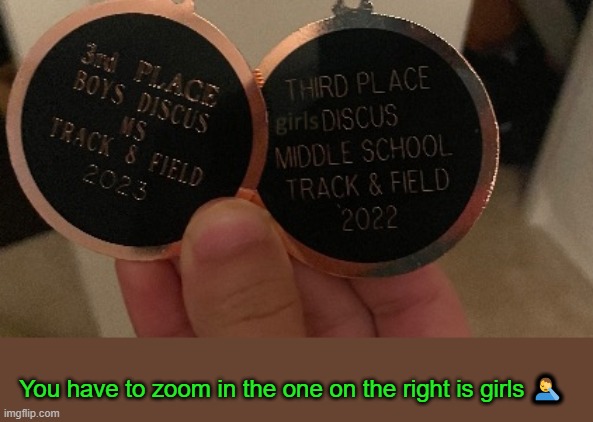 3rd PLACE
BOYS DISCUS
MS
TRACK & FIELD
2023
THIRD PLACE
girls DISCUS
MIDDLE SCHOOL
TRACK & FIELD
2022
You have to zoom in the one on the right is girls 🤦‍♂️
imgflip.com